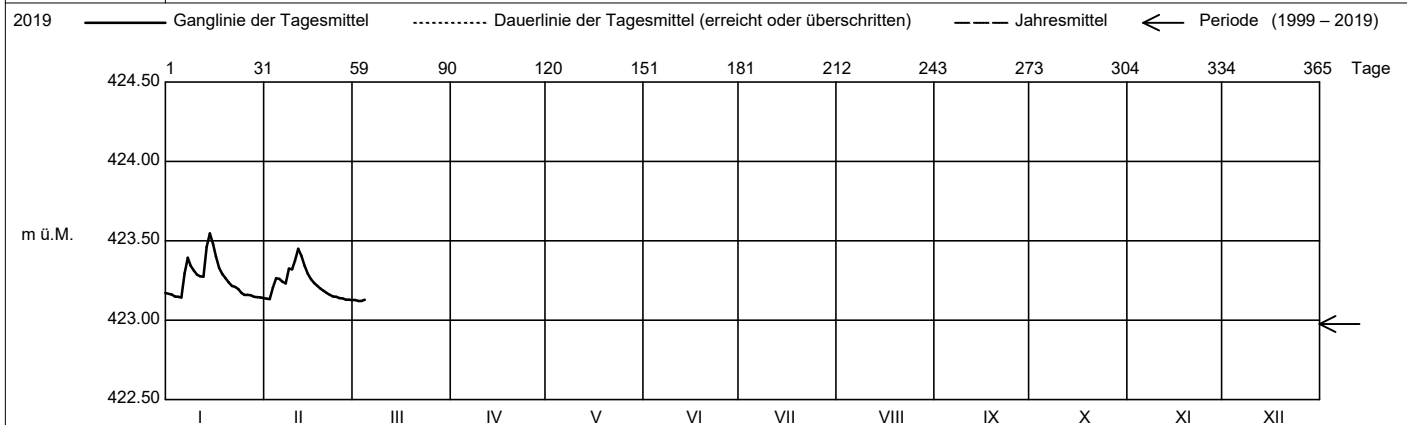 2019 Ganglinie der Tagesmittel Dauerlinie der Tagesmittel (erreicht oder überschritten) Jahresmittel Periode (1999 – 2019)
1 31 59 90 120 151 181 212 243 273 304 334 365 Tage
424.50
424.00
423.50
m ü.M.
423.00
422.50
I II III IV V VI VII VIII IX X XI XII